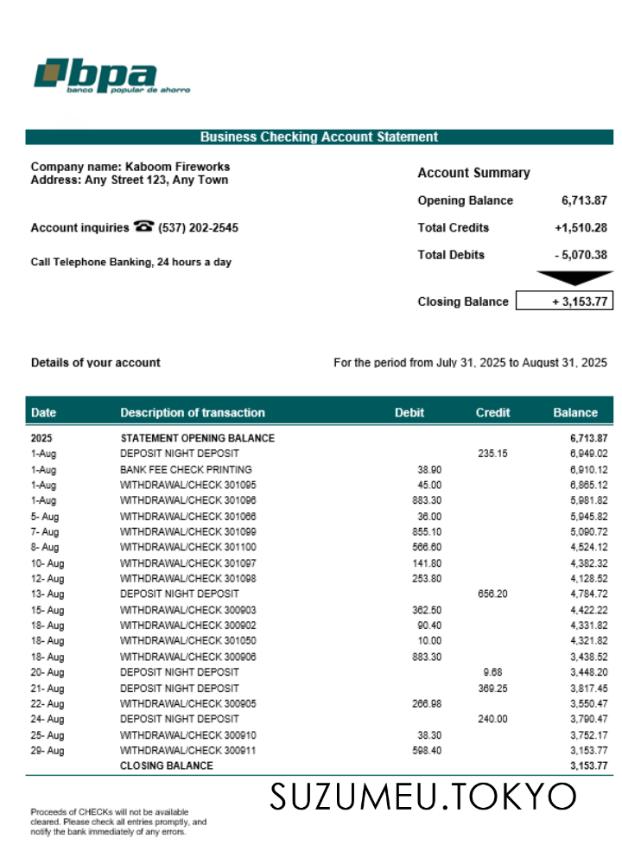 bpa
banco popular de ahorro
Business Checking Account Statement
Company name: Kaboom Fireworks
Address: Any Street 123, Any Town
Account inquiries ☎ (537) 202-2545
Call Telephone Banking, 24 hours a day
Account Summary
Opening Balance 6,713.87
Total Credits +1,510.28
Total Debits - 5,070.38
Closing Balance + 3,153.77
Details of your account For the period from July 31, 2025 to August 31, 2025
Date Description of transaction Debit Credit Balance
2025 STATEMENT OPENING BALANCE 6,713.87
1-Aug DEPOSIT NIGHT DEPOSIT 235.15 6,949.02
1-Aug BANK FEE CHECK PRINTING 38.90 6,910.12
1-Aug WITHDRAWAL/CHECK 301095 45.00 6,865.12
1-Aug WITHDRAWAL/CHECK 301096 883.30 5,981.82
5- Aug WITHDRAWAL/CHECK 301066 36.00 5,945.82
7- Aug WITHDRAWAL/CHECK 301099 855.10 5,090.72
8- Aug WITHDRAWAL/CHECK 301100 566.60 4,524.12
10- Aug WITHDRAWAL/CHECK 301097 141.80 4,382.32
12- Aug WITHDRAWAL/CHECK 301098 253.80 4,128.52
13- Aug DEPOSIT NIGHT DEPOSIT 656.20 4,784.72
15- Aug WITHDRAWAL/CHECK 300903 362.50 4,422.22
18- Aug WITHDRAWAL/CHECK 300902 90.40 4,331.82
18- Aug WITHDRAWAL/CHECK 301050 10.00 4,321.82
18- Aug WITHDRAWAL/CHECK 300906 883.30 3,438.52
20- Aug DEPOSIT NIGHT DEPOSIT 9.68 3,448.20
21- Aug DEPOSIT NIGHT DEPOSIT 369.25 3,817.45
22- Aug WITHDRAWAL/CHECK 300905 266.98 3,550.47
24- Aug DEPOSIT NIGHT DEPOSIT 240.00 3,790.47
25- Aug WITHDRAWAL/CHECK 300910 38.30 3,752.17
29- Aug WITHDRAWAL/CHECK 300911 598.40 3,153.77
CLOSING BALANCE 3,153.77
SUZUMEU.TOKYO
Proceeds of CHECKs will not be available
cleared. Please check all entries promptly, and
notify the bank immediately of any errors.